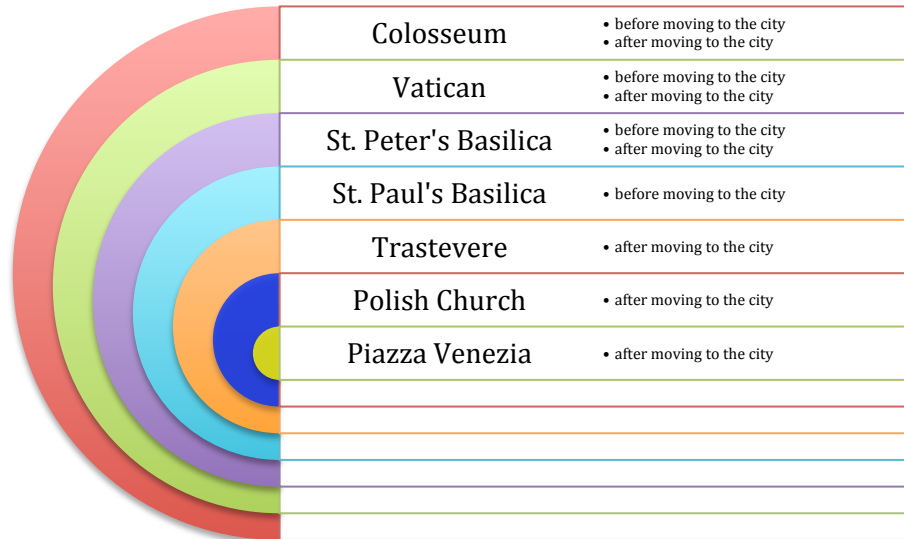 Colosseum
• before moving to the city
• after moving to the city
Vatican
• before moving to the city
• after moving to the city
St. Peter's Basilica
• before moving to the city
• after moving to the city
St. Paul's Basilica
• before moving to the city
Trastevere
• after moving to the city
Polish Church
• after moving to the city
Piazza Venezia
• after moving to the city